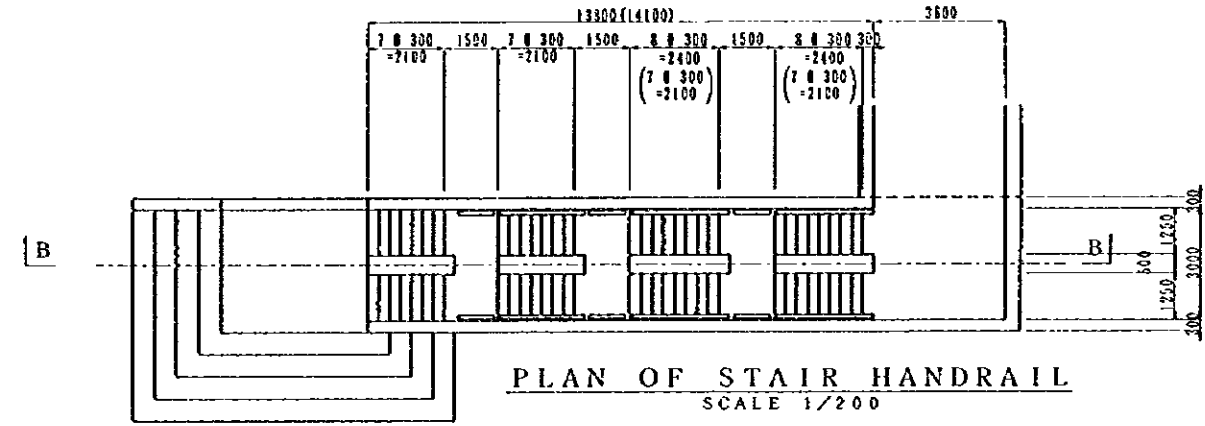 13800(14100) 3600
7 @ 300 1500 7 @ 300 1500 8 @ 300 1500 8 @ 300 300
=2100 =2100 =2400 =2400
(7 @ 300 (7 @ 300
=2100) =2100)
300
1250
B B 600 3000
1250
300
PLAN OF STAIR HANDRAIL
SCALE 1/200